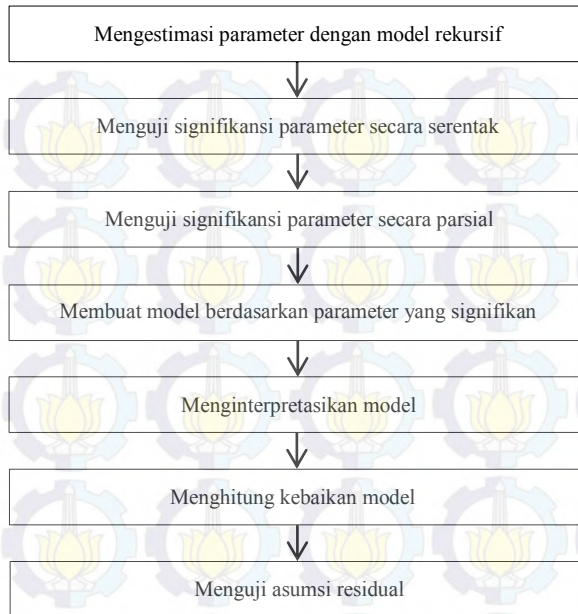 Mengestimasi parameter dengan model rekursif
Menguji signifikansi parameter secara serentak
Menguji signifikansi parameter secara parsial
Membuat model berdasarkan parameter yang signifikan
Menginterpretasikan model
Menghitung kebaikan model
Menguji asumsi residual